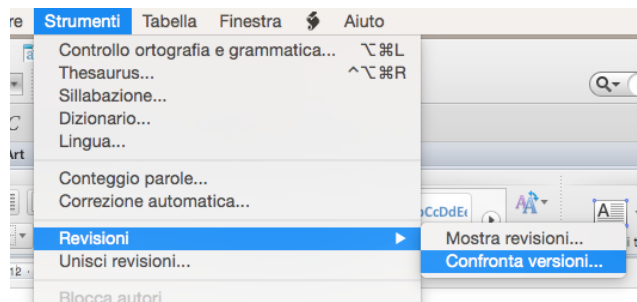 re Strumenti Tabella Finestra Aiuto
Controllo ortografia e grammatica... ⌥⌘L
Thesaurus... ^⌥⌘R
Sillabazione...
Dizionario...
Lingua...
Art
Conteggio parole...
Correzione automatica...
Revisioni
Mostra revisioni...
Unisci revisioni...
Confronta versioni...
Blocca autori